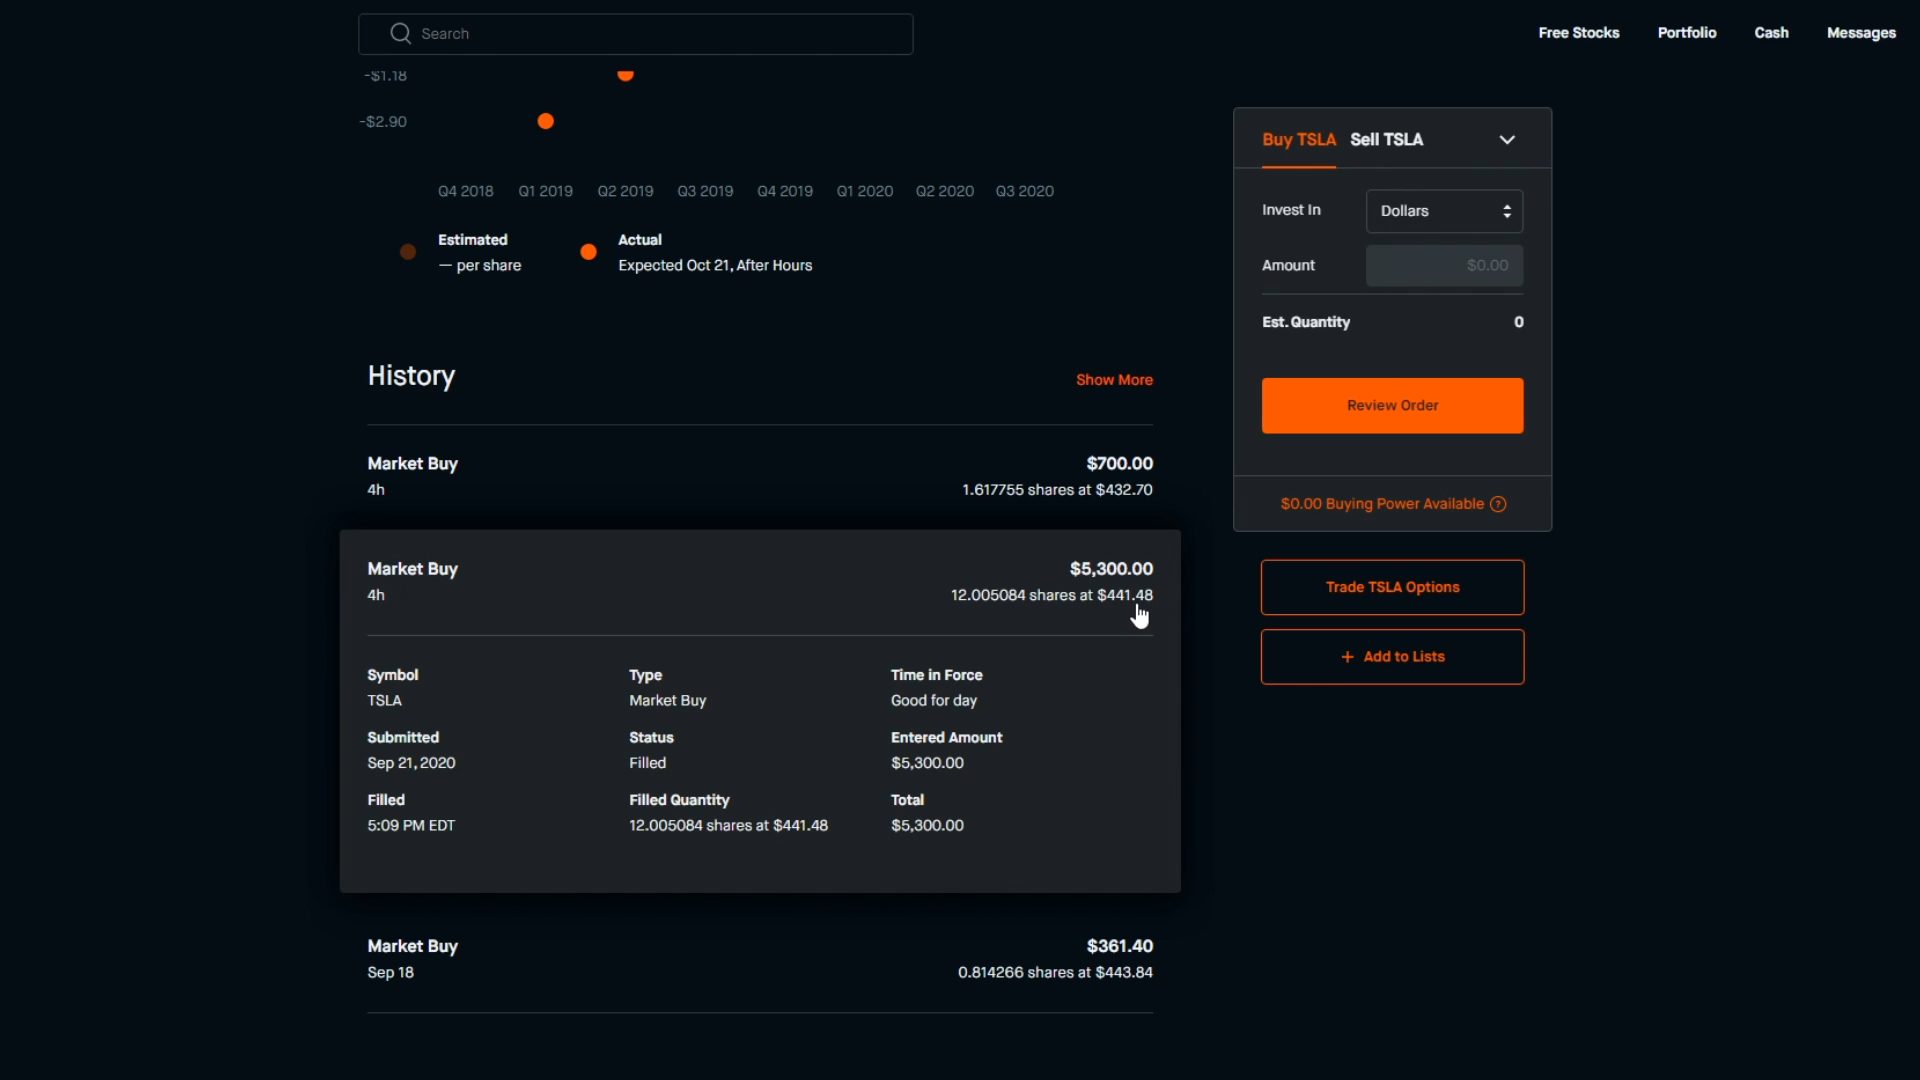 Search
Free Stocks Portfolio Cash Messages
-$1.18
-$2.90
Q4 2018 Q1 2019 Q2 2019 Q3 2019 Q4 2019 Q1 2020 Q2 2020 Q3 2020
Estimated
— per share
Actual
Expected Oct 21, After Hours
History
Show More
Market Buy $700.00
4h 1.617755 shares at $432.70
Market Buy $5,300.00
4h 12.005084 shares at $441.48
Symbol Type Time in Force
TSLA Market Buy Good for day
Submitted Status Entered Amount
Sep 21, 2020 Filled $5,300.00
Filled Filled Quantity Total
5:09 PM EDT 12.005084 shares at $441.48 $5,300.00
Market Buy $361.40
Sep 18 0.814266 shares at $443.84
Buy TSLA Sell TSLA
Invest In Dollars
Amount $0.00
Est. Quantity 0
Review Order
$0.00 Buying Power Available ?
Trade TSLA Options
+ Add to Lists